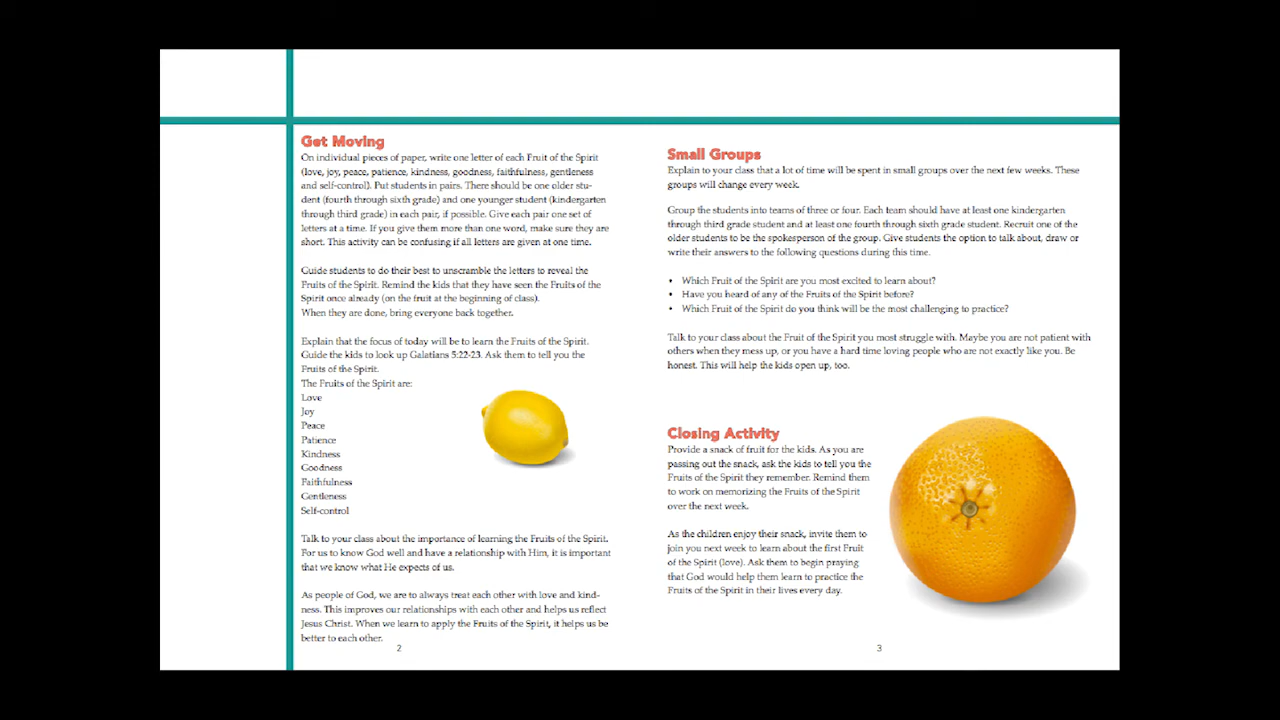 Get Moving
On individual pieces of paper, write one letter of each Fruit of the Spirit
(love, joy, peace, patience, kindness, goodness, faithfulness, gentleness
and self-control). Put students in pairs. There should be one older stu-
dent (fourth through sixth grade) and one younger student (kindergarten
through third grade) in each pair, if possible. Give each pair one set of
letters at a time. If you give them more than one word, make sure they are
short. This activity can be confusing if all letters are given at one time.
Guide students to do their best to unscramble the letters to reveal the
Fruits of the Spirit. Remind the kids that they have seen the Fruits of the
Spirit once already (on the fruit at the beginning of class).
When they are done, bring everyone back together.
Explain that the focus of today will be to learn the Fruits of the Spirit.
Guide the kids to look up Galatians 5:22-23. Ask them to tell you the
Fruits of the Spirit.
The Fruits of the Spirit are:
Love
Joy
Peace
Patience
Kindness
Goodness
Faithfulness
Gentleness
Self-control
Talk to your class about the importance of learning the Fruits of the Spirit.
For us to know God well and have a relationship with Him, it is important
that we know what He expects of us.
As people of God, we are to always treat each other with love and kind-
ness. This improves our relationships with each other and helps us reflect
Jesus Christ. When we learn to apply the Fruits of the Spirit, it helps us be
better to each other.
2
Small Groups
Explain to your class that a lot of time will be spent in small groups over the next few weeks. These
groups will change every week.
Group the students into teams of three or four. Each team should have at least one kindergarten
through third grade student and at least one fourth through sixth grade student. Recruit one of the
older students to be the spokesperson of the group. Give students the option to talk about, draw or
write their answers to the following questions during this time.
• Which Fruit of the Spirit are you most excited to learn about?
• Have you heard of any of the Fruits of the Spirit before?
• Which Fruit of the Spirit do you think will be the most challenging to practice?
Talk to your class about the Fruit of the Spirit you most struggle with. Maybe you are not patient with
others when they mess up, or you have a hard time loving people who are not exactly like you. Be
honest. This will help the kids open up, too.
Closing Activity
Provide a snack of fruit for the kids. As you are
passing out the snack, ask the kids to tell you the
Fruits of the Spirit they remember. Remind them
to work on memorizing the Fruits of the Spirit
over the next week.
As the children enjoy their snack, invite them to
join you next week to learn about the first Fruit
of the Spirit (love). Ask them to begin praying
that God would help them learn to practice the
Fruits of the Spirit in their lives every day.
3